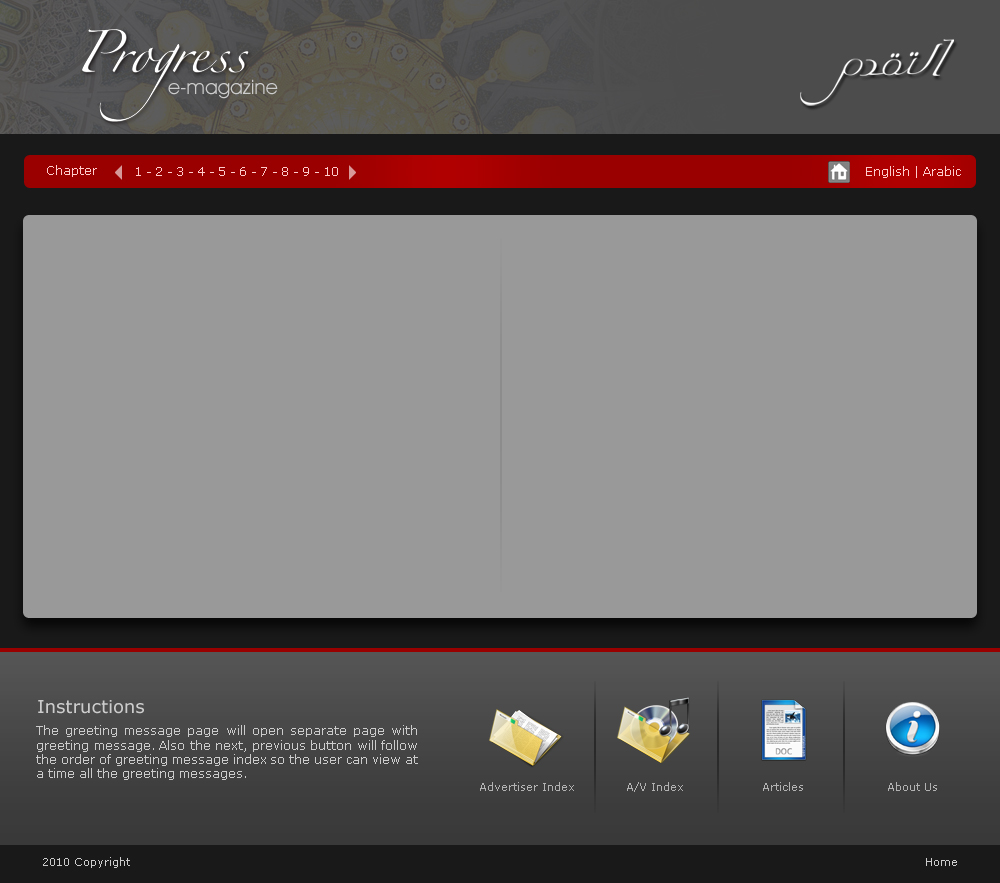 Progress
e-magazine
التقدم
Chapter 1 - 2 - 3 - 4 - 5 - 6 - 7 - 8 - 9 - 10 English | Arabic
Instructions
The greeting message page will open separate page with
greeting message. Also the next, previous button will follow
the order of greeting message index so the user can view at
a time all the greeting messages.
DOC
Advertiser Index A/V Index Articles About Us
2010 Copyright Home